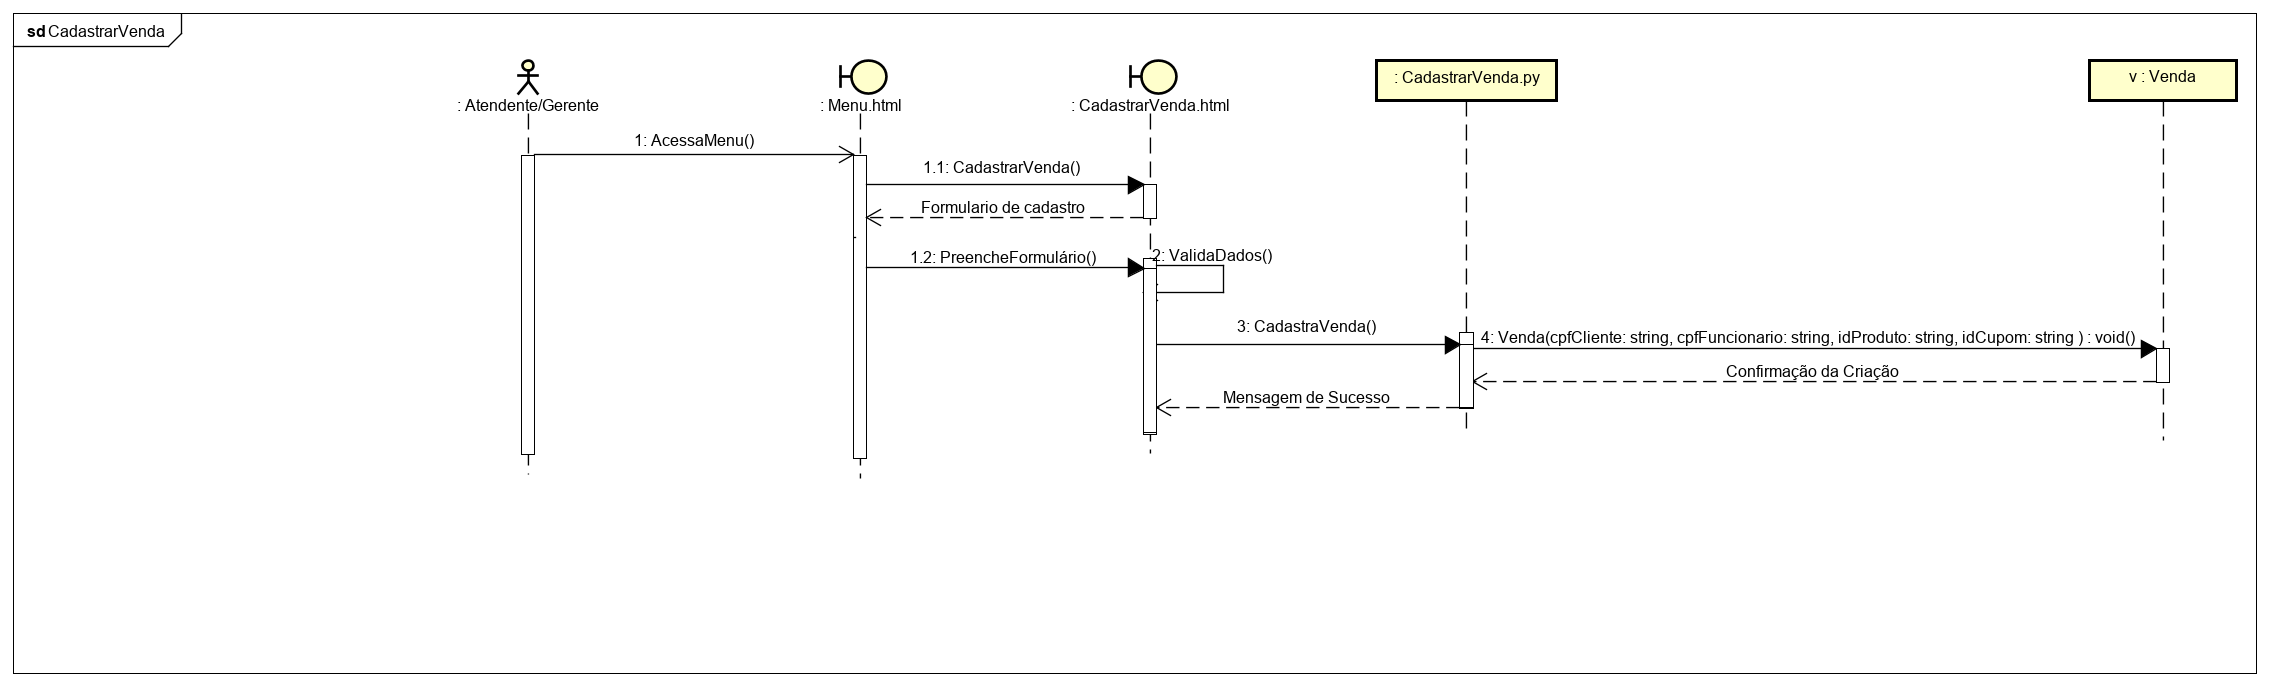 sd CadastrarVenda
: Atendente/Gerente
: Menu.html
: CadastrarVenda.html
: CadastrarVenda.py
v : Venda
1: AcessaMenu()
1.1: CadastrarVenda()
Formulario de cadastro
1.2: PreencheFormulário()
2: ValidaDados()
3: CadastraVenda()
4: Venda(cpfCliente: string, cpfFuncionario: string, idProduto: string, idCupom: string ) : void()
Confirmação da Criação
Mensagem de Sucesso